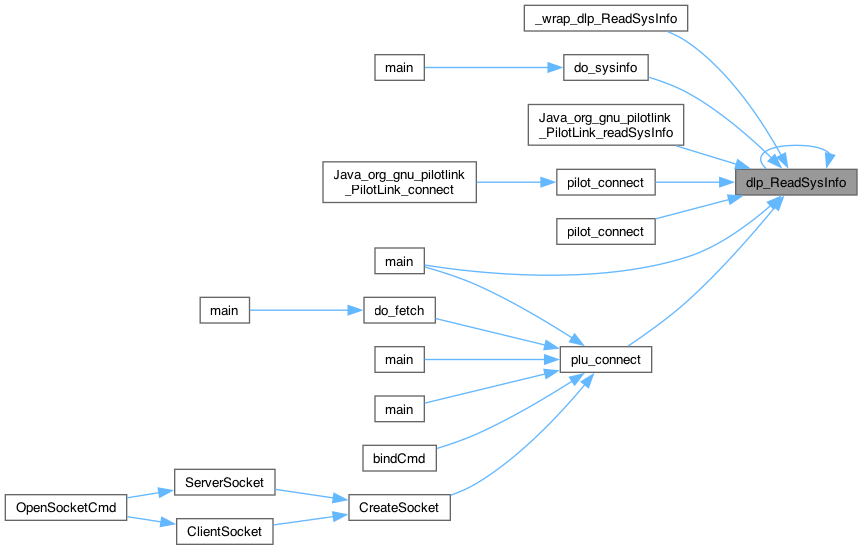 _wrap_dlp_ReadSysInfo
main
do_sysinfo
Java_org_gnu_pilotlink
_PilotLink_readSysInfo
Java_org_gnu_pilotlink
_PilotLink_connect
pilot_connect
dlp_ReadSysInfo
pilot_connect
main
main
do_fetch
main
plu_connect
main
bindCmd
ServerSocket
OpenSocketCmd
CreateSocket
ClientSocket